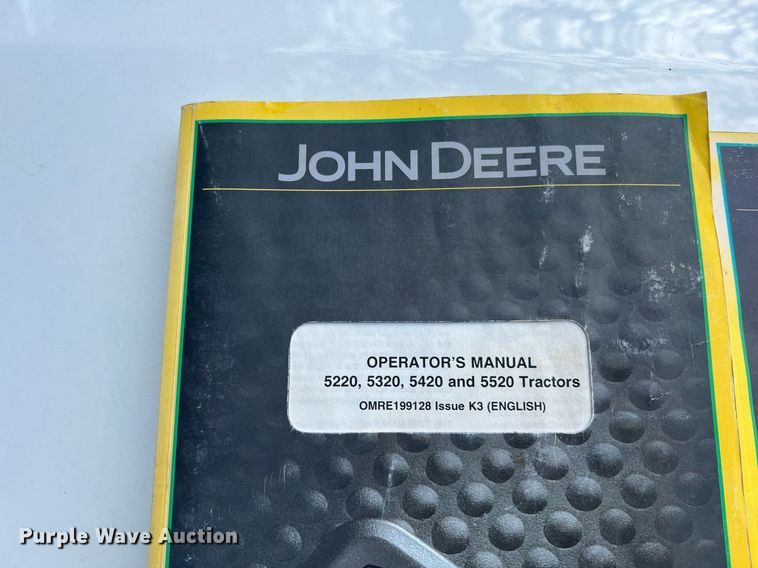 JOHN DEERE
OPERATOR'S MANUAL
5220, 5320, 5420 and 5520 Tractors
OMRE199128 Issue K3 (ENGLISH)
Purple Wave Auction